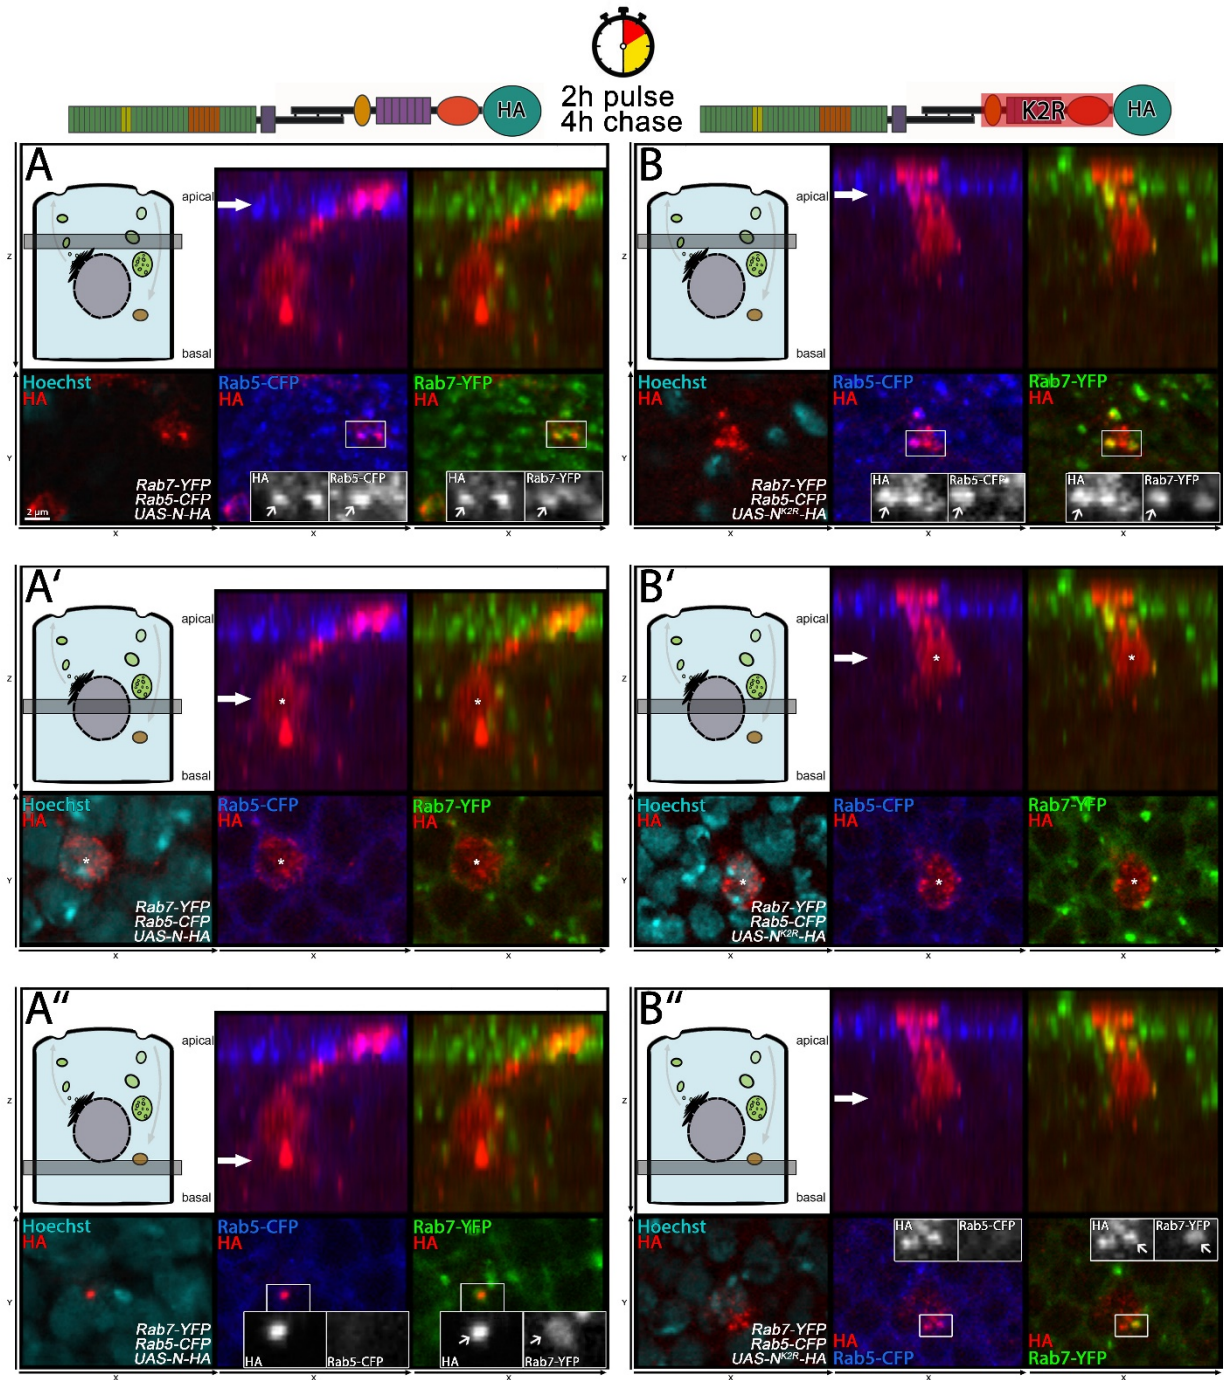 HA
2h pulse
4h chase
K2R
HA
A
apical
basal
Z
Hoechst
HA
Rab5-CFP
HA
Rab7-YFP
HA
Rab7-YFP
Rab5-CFP
UAS-N-HA
2 µm
HA
Rab5-CFP
HA
Rab7-YFP
Y
X
X
B
apical
basal
Z
Hoechst
HA
Rab5-CFP
HA
Rab7-YFP
HA
Rab7-YFP
Rab5-CFP
UAS-N^K2R-HA
HA
Rab5-CFP
HA
Rab7-YFP
Y
X
X
A'
apical
basal
Z
*
*
Hoechst
HA
Rab5-CFP
HA
Rab7-YFP
HA
*
*
*
Rab7-YFP
Rab5-CFP
UAS-N-HA
Y
X
X
B'
apical
basal
Z
*
*
Hoechst
HA
Rab5-CFP
HA
Rab7-YFP
HA
*
*
*
Rab7-YFP
Rab5-CFP
UAS-N^K2R-HA
Y
X
X
A"
apical
basal
Z
Hoechst
HA
Rab5-CFP
HA
Rab7-YFP
HA
Rab7-YFP
Rab5-CFP
UAS-N-HA
HA
Rab5-CFP
HA
Rab7-YFP
Y
X
X
B"
apical
basal
Z
Hoechst
HA
HA
Rab5-CFP
HA
Rab7-YFP
Rab7-YFP
Rab5-CFP
UAS-N^K2R-HA
HA
Rab5-CFP
HA
Rab7-YFP
Y
X
X